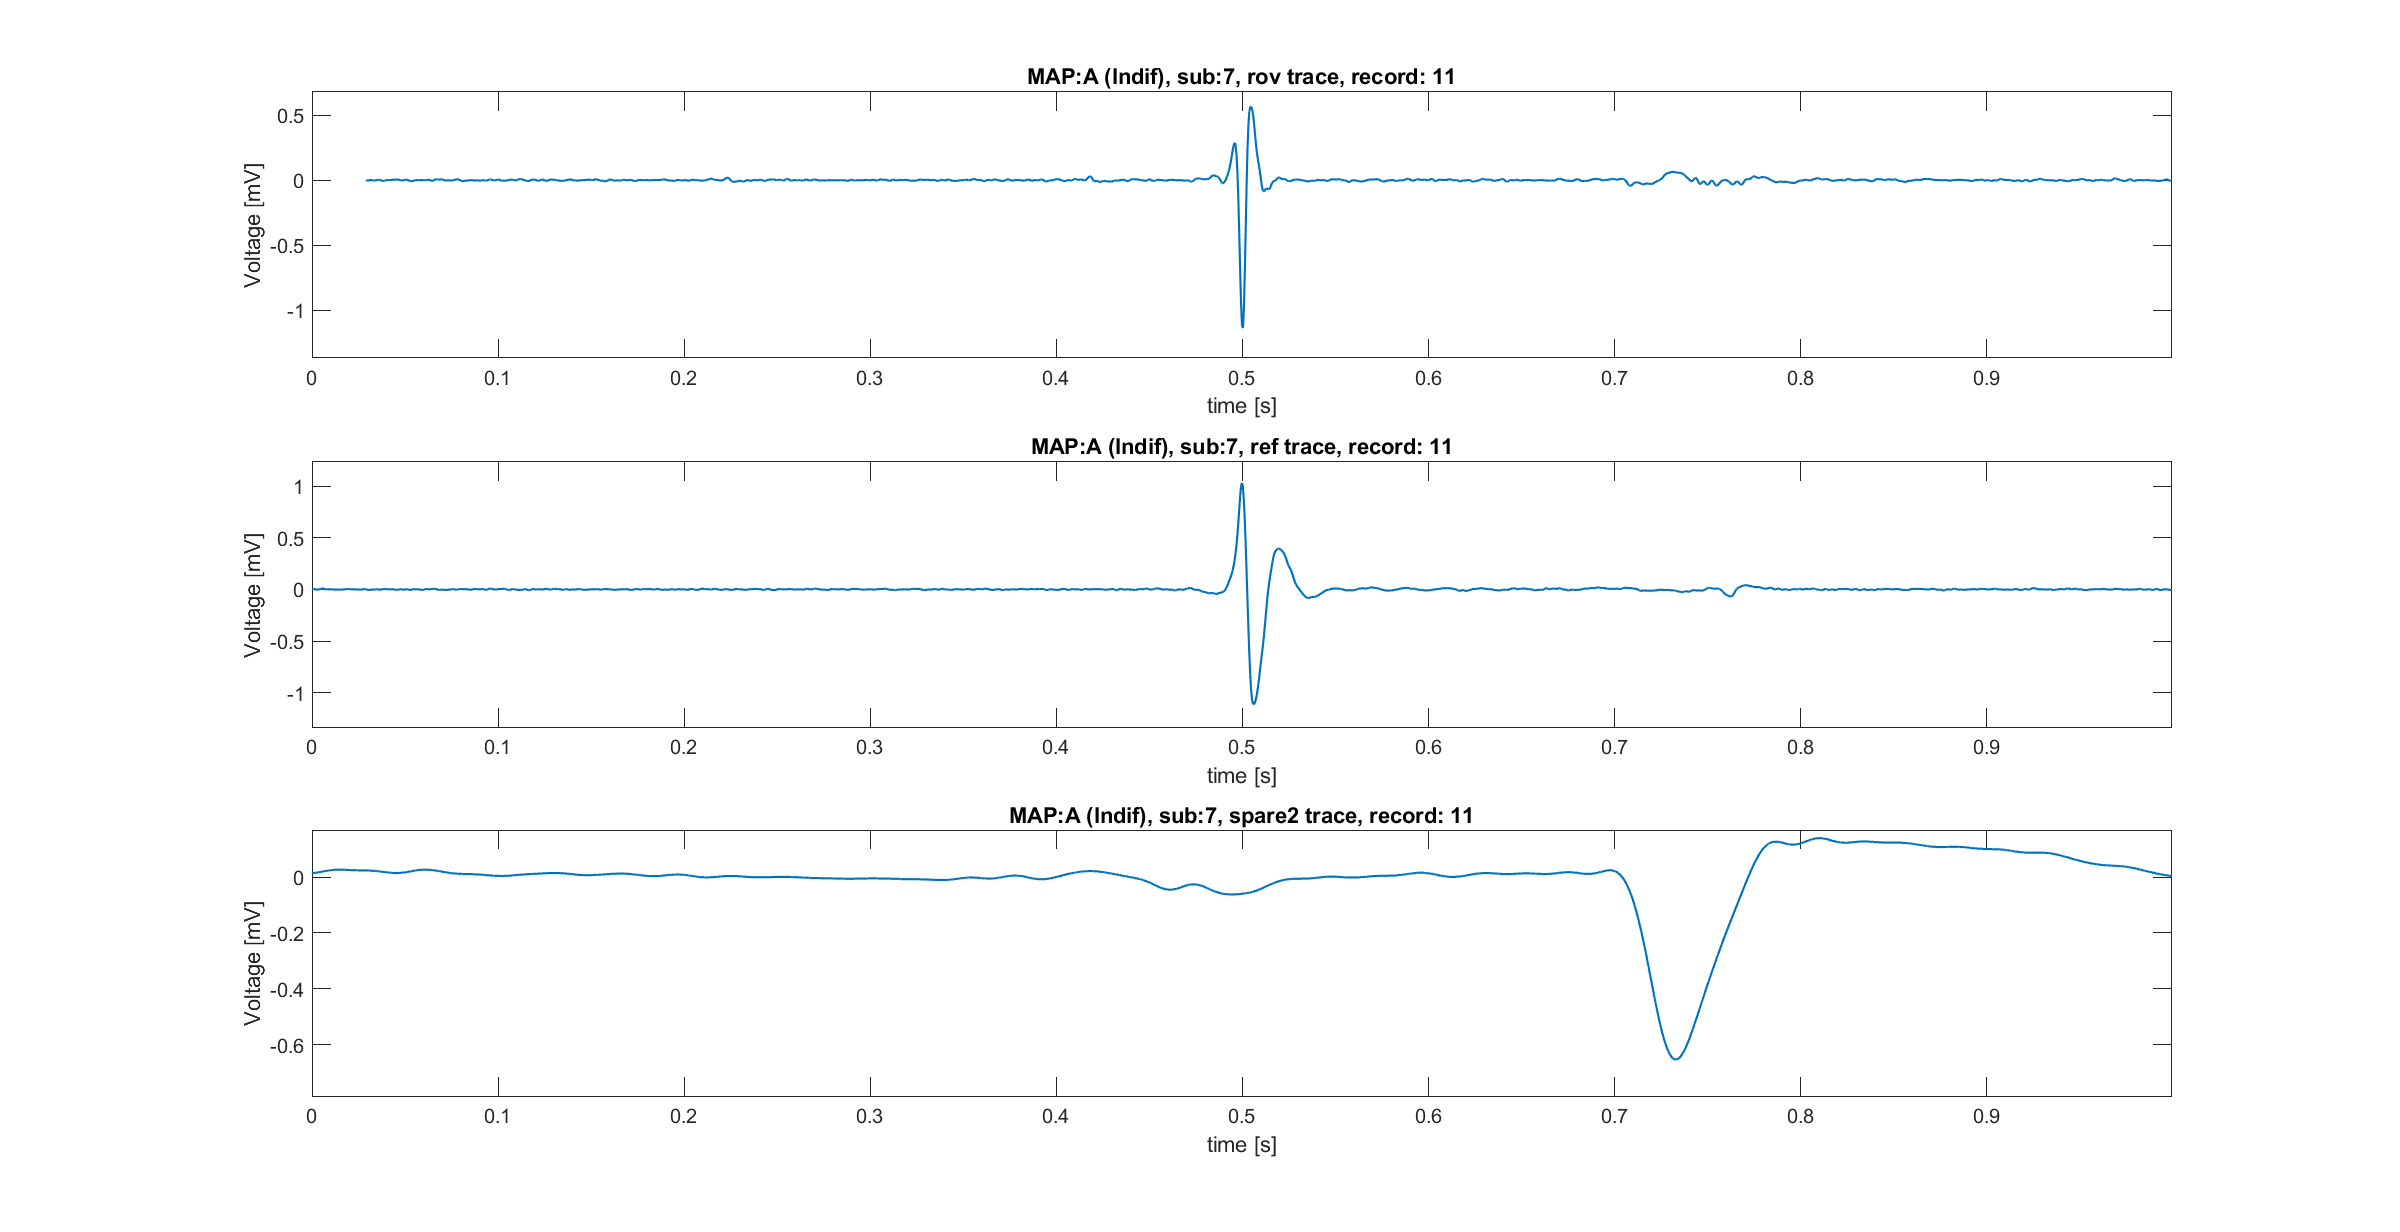 MAP:A (Indif), sub:7, rov trace, record: 11
0.5
0
-0.5
-1
Voltage [mV]
0 0.1 0.2 0.3 0.4 0.5 0.6 0.7 0.8 0.9
time [s]
MAP:A (Indif), sub:7, ref trace, record: 11
1
0.5
0
-0.5
-1
Voltage [mV]
0 0.1 0.2 0.3 0.4 0.5 0.6 0.7 0.8 0.9
time [s]
MAP:A (Indif), sub:7, spare2 trace, record: 11
0
-0.2
-0.4
-0.6
Voltage [mV]
0 0.1 0.2 0.3 0.4 0.5 0.6 0.7 0.8 0.9
time [s]